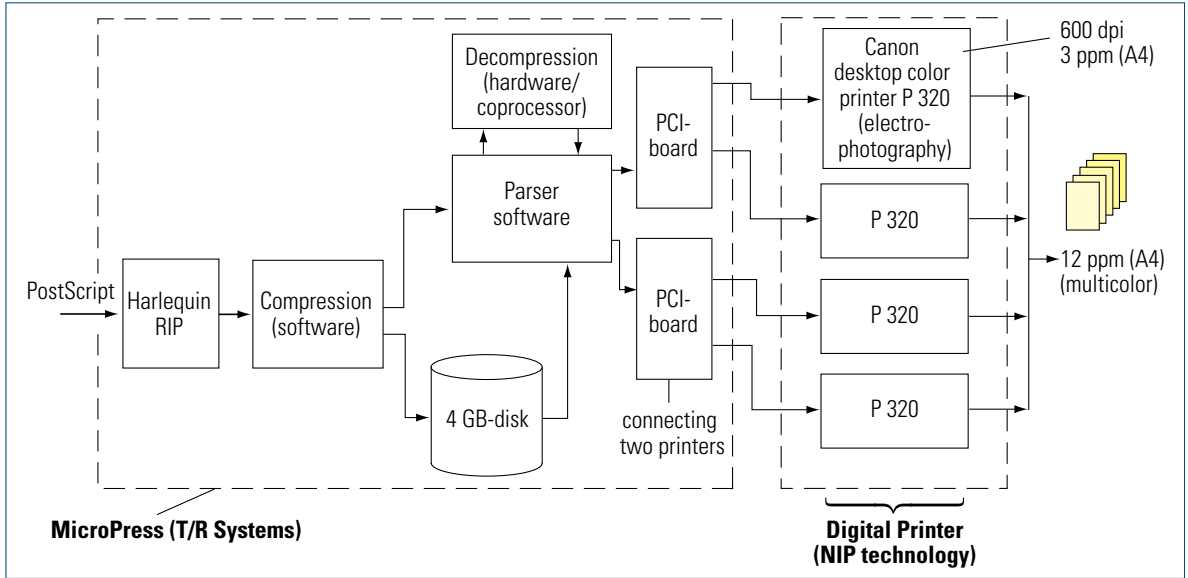 PostScript
Harlequin
RIP
Compression
(software)
4 GB-disk
Decompression
(hardware/
coprocessor)
Parser
software
PCI-
board
PCI-
board
connecting
two printers
Canon
desktop color
printer P 320
(electro-
photography)
P 320
P 320
P 320
600 dpi
3 ppm (A4)
12 ppm (A4)
(multicolor)
MicroPress (T/R Systems)
Digital Printer
(NIP technology)